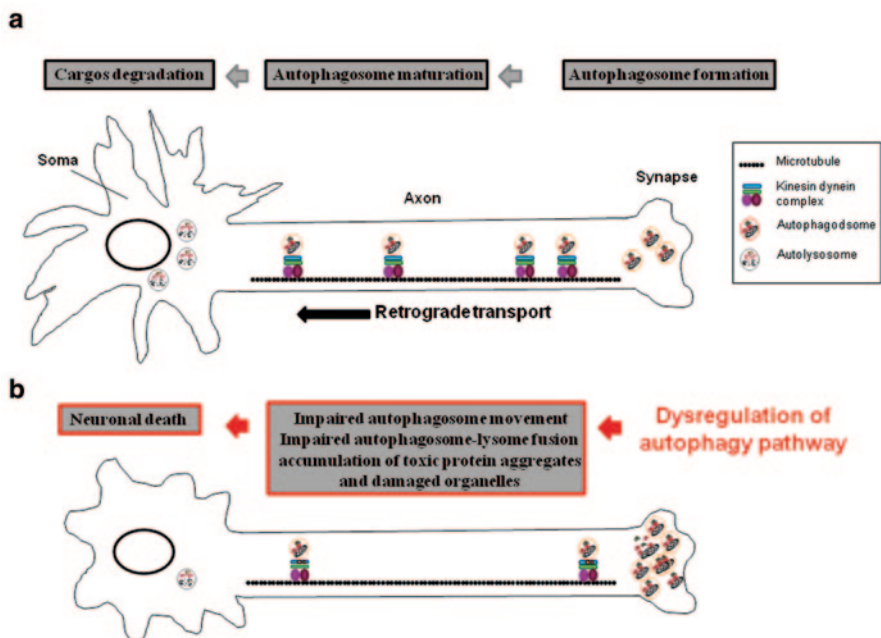 a
Cargos degradation
Autophagosome maturation
Autophagosome formation
Soma
Axon
Synapse
Microtubule
Kinesin dynein
complex
Autophagodsome
Autolysosome
Retrograde transport
b
Neuronal death
Impaired autophagosome movement
Impaired autophagosome-lysome fusion
accumulation of toxic protein aggregates
and damaged organelles
Dysregulation of
autophagy pathway